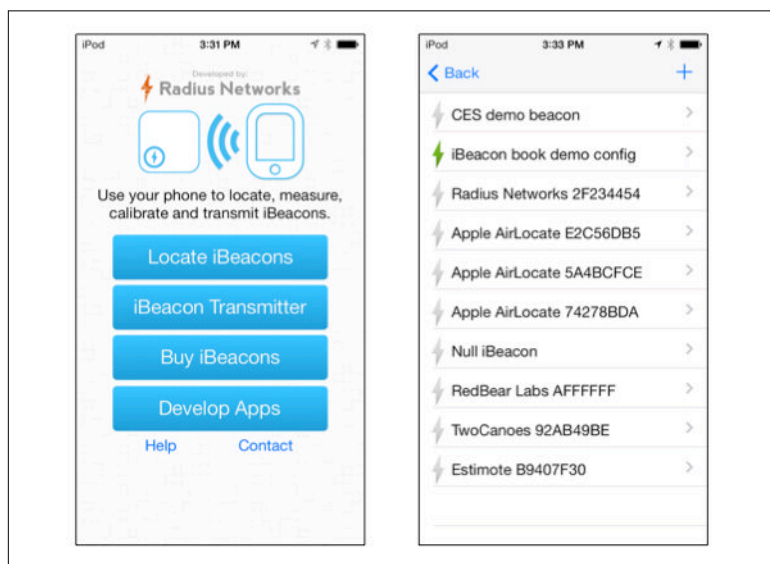 iPod
3:31 PM
Developed by:
Radius Networks
Use your phone to locate, measure,
calibrate and transmit iBeacons.
Locate iBeacons
iBeacon Transmitter
Buy iBeacons
Develop Apps
Help Contact
iPod
3:33 PM
Back
+
CES demo beacon
iBeacon book demo config
Radius Networks 2F234454
Apple AirLocate E2C56DB5
Apple AirLocate 5A4BCFCE
Apple AirLocate 74278BDA
Null iBeacon
RedBear Labs AFFFFFF
TwoCanoes 92AB49BE
Estimote B9407F30